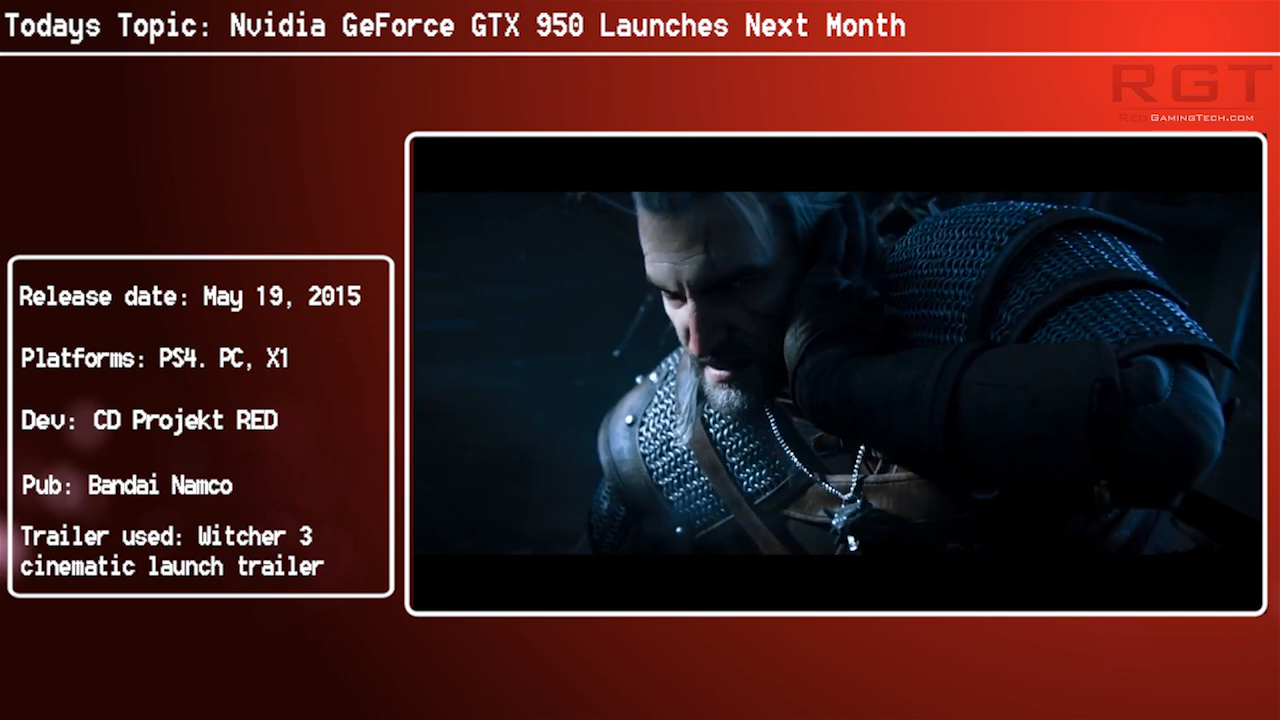 Todays Topic: Nvidia GeForce GTX 950 Launches Next Month
RGT
REDGAMINGTECH.COM
Release date: May 19, 2015
Platforms: PS4. PC, X1
Dev: CD Projekt RED
Pub: Bandai Namco
Trailer used: Witcher 3
cinematic launch trailer